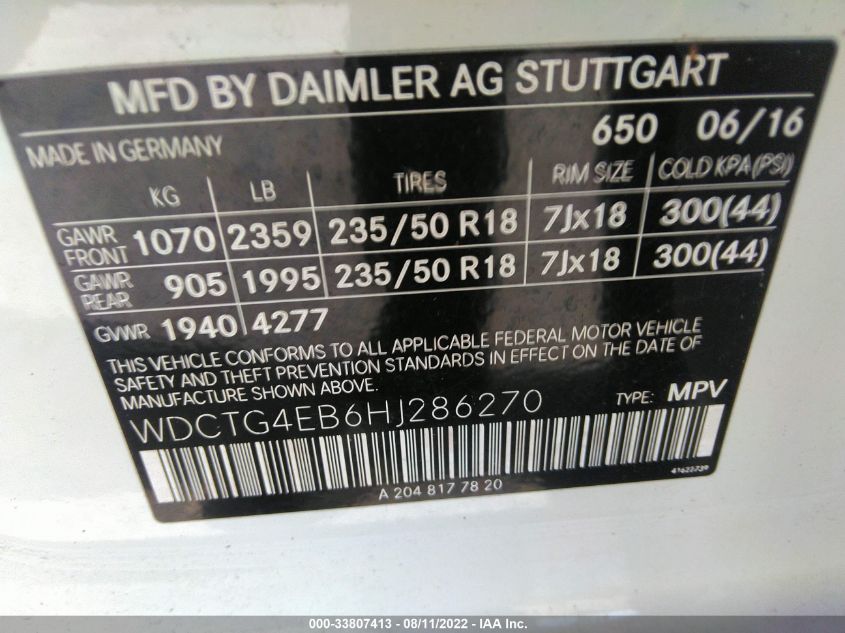 MFD BY DAIMLER AG STUTTGART
MADE IN GERMANY 650 06/16
KG LB TIRES RIM SIZE COLD KPA(PSI)
GAWR FRONT 1070 2359 235/50 R18 7Jx18 300(44)
GAWR REAR 905 1995 235/50 R18 7Jx18 300(44)
GVWR 1940 4277
THIS VEHICLE CONFORMS TO ALL APPLICABLE FEDERAL MOTOR VEHICLE
SAFETY AND THEFT PREVENTION STANDARDS IN EFFECT ON THE DATE OF
MANUFACTURE SHOWN ABOVE.
WDCTG4EB6HJ286270 TYPE: MPV
A 204 817 78 20
000-33807413 - 08/11/2022 - IAA Inc.